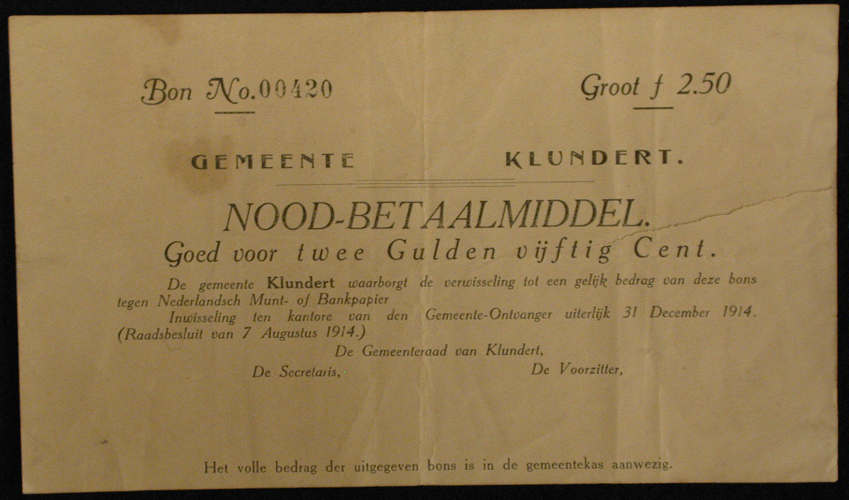 Bon No. 00420 Groot ƒ 2.50
GEMEENTE KLUNDERT.
NOOD-BETAALMIDDEL.
Goed voor twee Gulden vijftig Cent.
De gemeente Klundert waarborgt de verwisseling tot een gelijk bedrag van deze bons
tegen Nederlandsch Munt- of Bankpapier
Inwisseling ten kantore van den Gemeente-Ontvanger uiterlijk 31 December 1914.
(Raadsbesluit van 7 Augustus 1914.)
De Gemeenteraad van Klundert,
De Secretaris, De Voorzitter,
Het volle bedrag der uitgegeven bons is in de gemeentekas aanwezig.